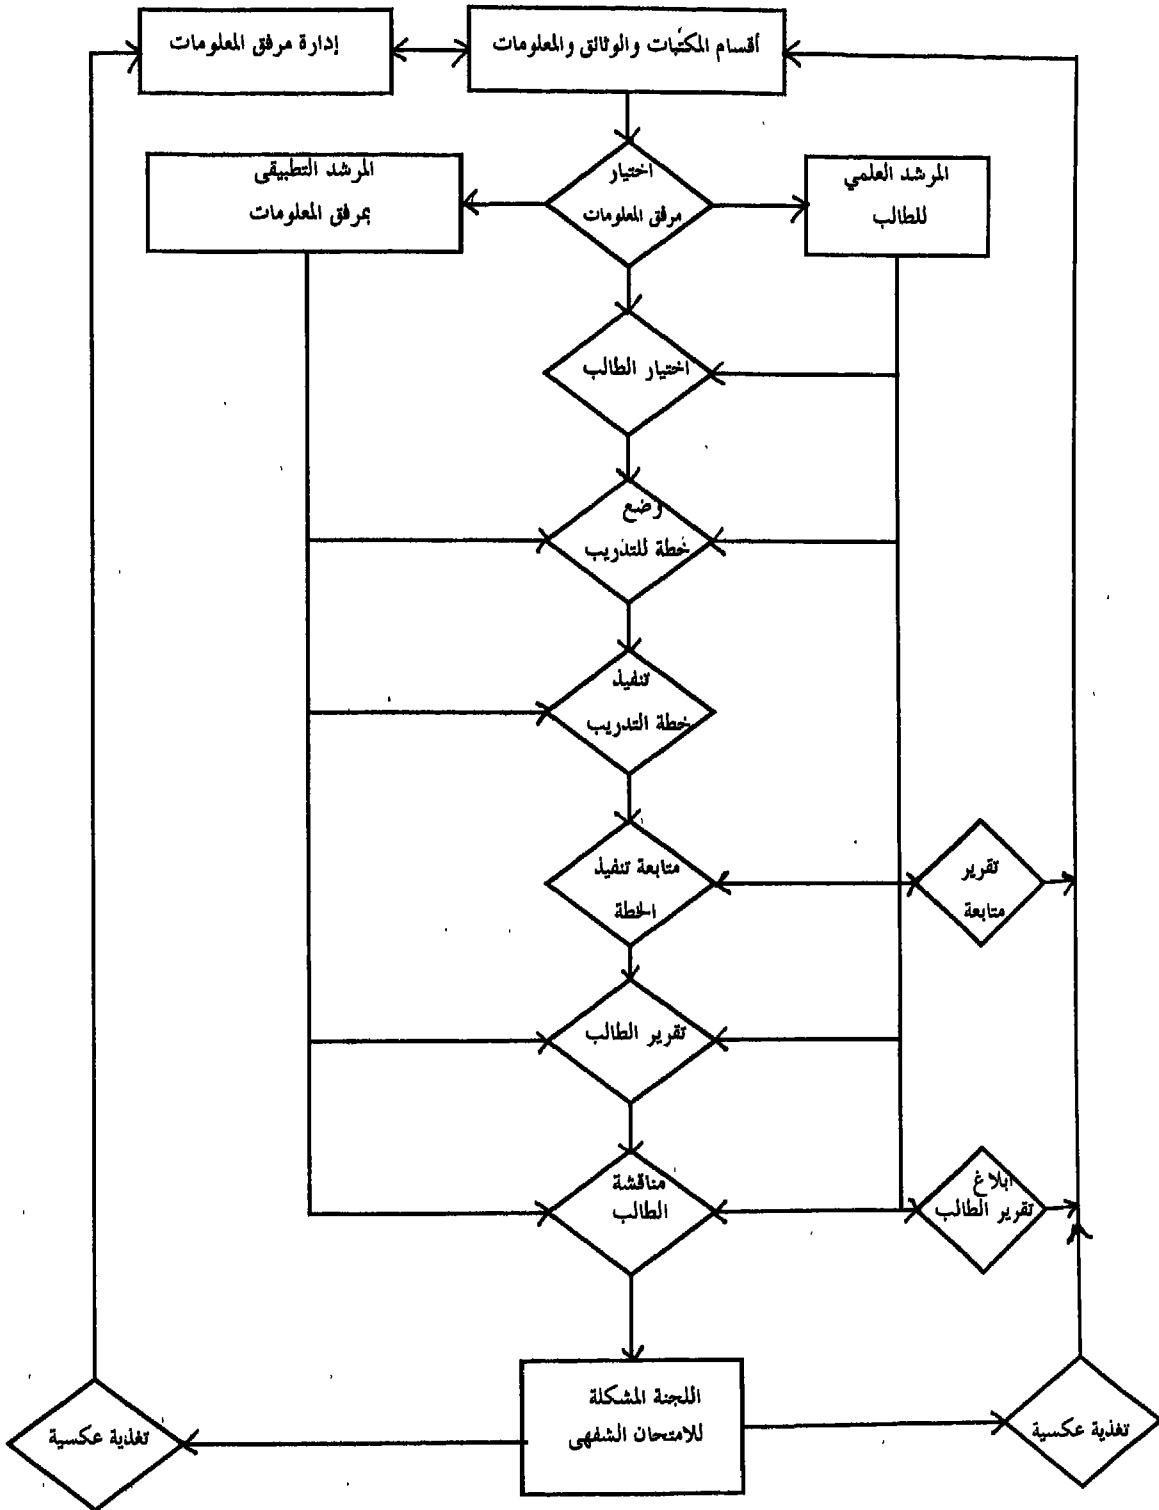 أقسام المكتبات والوثائق والمعلومات
إدارة مرفق المعلومات
المرشد العلمي
للطالب
اختيار
مرفق المعلومات
المرشد التطبيقى
بمرفق المعلومات
اختيار الطالب
وضع
خطة للتدريب
تنفيذ
خطة التدريب
متابعة تنفيذ
الخطة
تقرير
متابعة
تقرير الطالب
مناقشة
الطالب
ابلاغ
تقرير الطالب
اللجنة المشكلة
للامتحان الشفهى
تغذية عكسية
تغذية عكسية